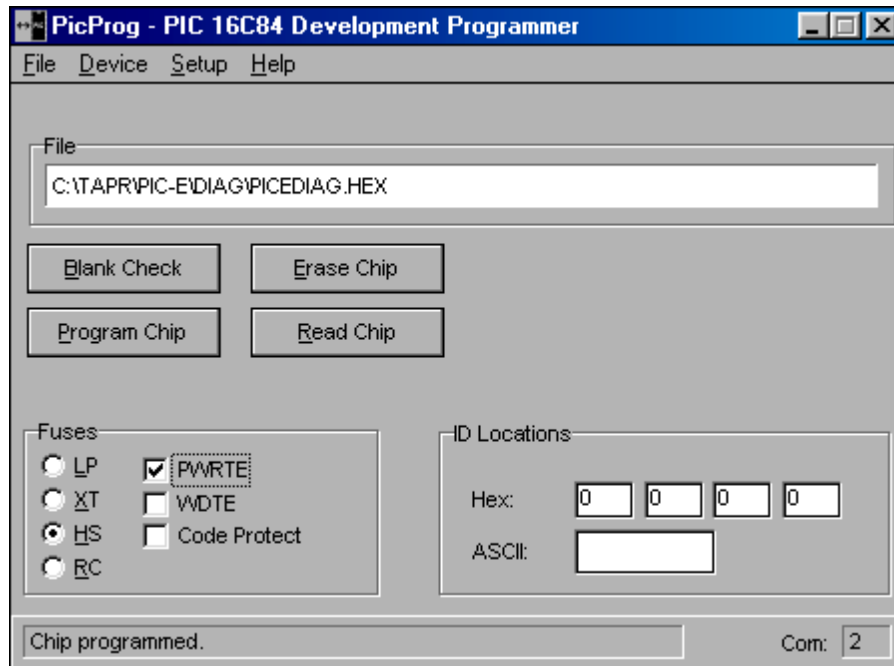 PicProg - PIC 16C84 Development Programmer
File Device Setup Help
File
C:\TAPR\PIC-E\DIAG\PICEDIAG.HEX
Blank Check Erase Chip
Program Chip Read Chip
Fuses
LP PWRTE
XT WDTE
HS Code Protect
RC
ID Locations
Hex: 0 0 0 0
ASCII:
Chip programmed. Com: 2